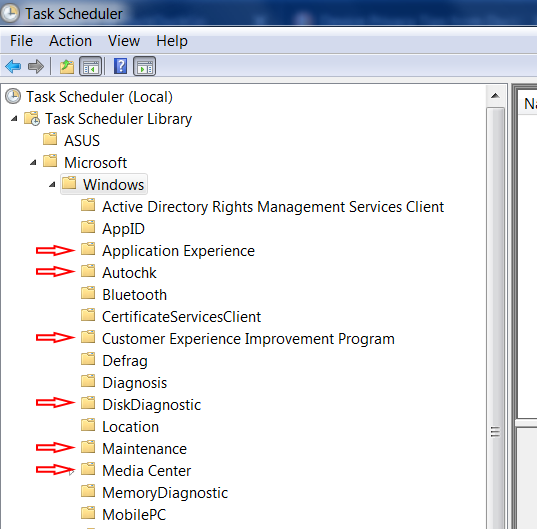 Task Scheduler
File Action View Help
Task Scheduler (Local)
Task Scheduler Library
ASUS
Microsoft
Windows
Active Directory Rights Management Services Client
AppID
Application Experience
Autochk
Bluetooth
CertificateServicesClient
Customer Experience Improvement Program
Defrag
Diagnosis
DiskDiagnostic
Location
Maintenance
Media Center
MemoryDiagnostic
MobilePC